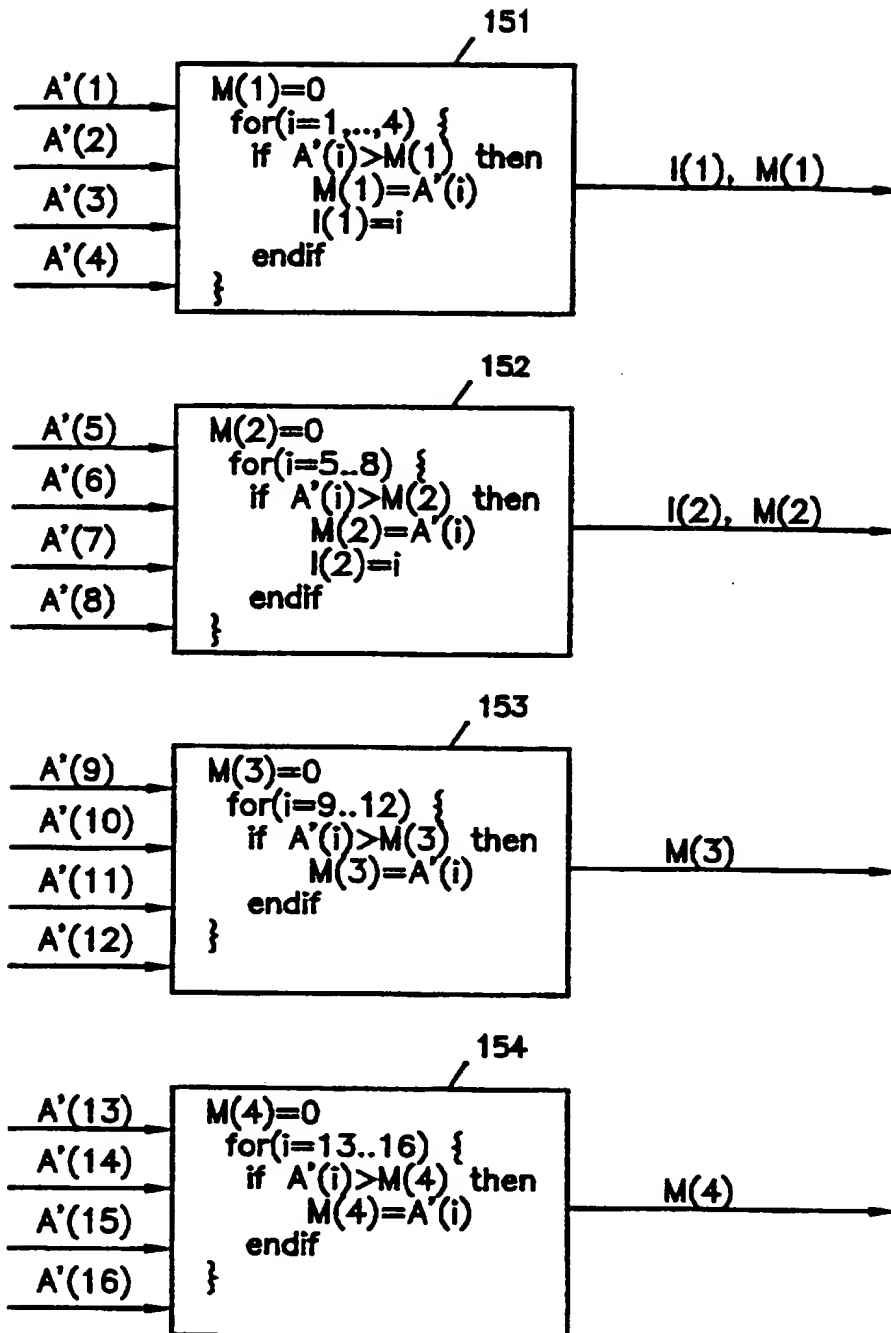 151
A'(1)
A'(2)
A'(3)
A'(4)
M(1)=0
for(i=1,...,4) {
if A'(i)>M(1) then
M(1)=A'(i)
I(1)=i
endif
}
I(1), M(1)
152
A'(5)
A'(6)
A'(7)
A'(8)
M(2)=0
for(i=5..8) {
if A'(i)>M(2) then
M(2)=A'(i)
I(2)=i
endif
}
I(2), M(2)
153
A'(9)
A'(10)
A'(11)
A'(12)
M(3)=0
for(i=9..12) {
if A'(i)>M(3) then
M(3)=A'(i)
endif
}
M(3)
154
A'(13)
A'(14)
A'(15)
A'(16)
M(4)=0
for(i=13..16) {
if A'(i)>M(4) then
M(4)=A'(i)
endif
}
M(4)